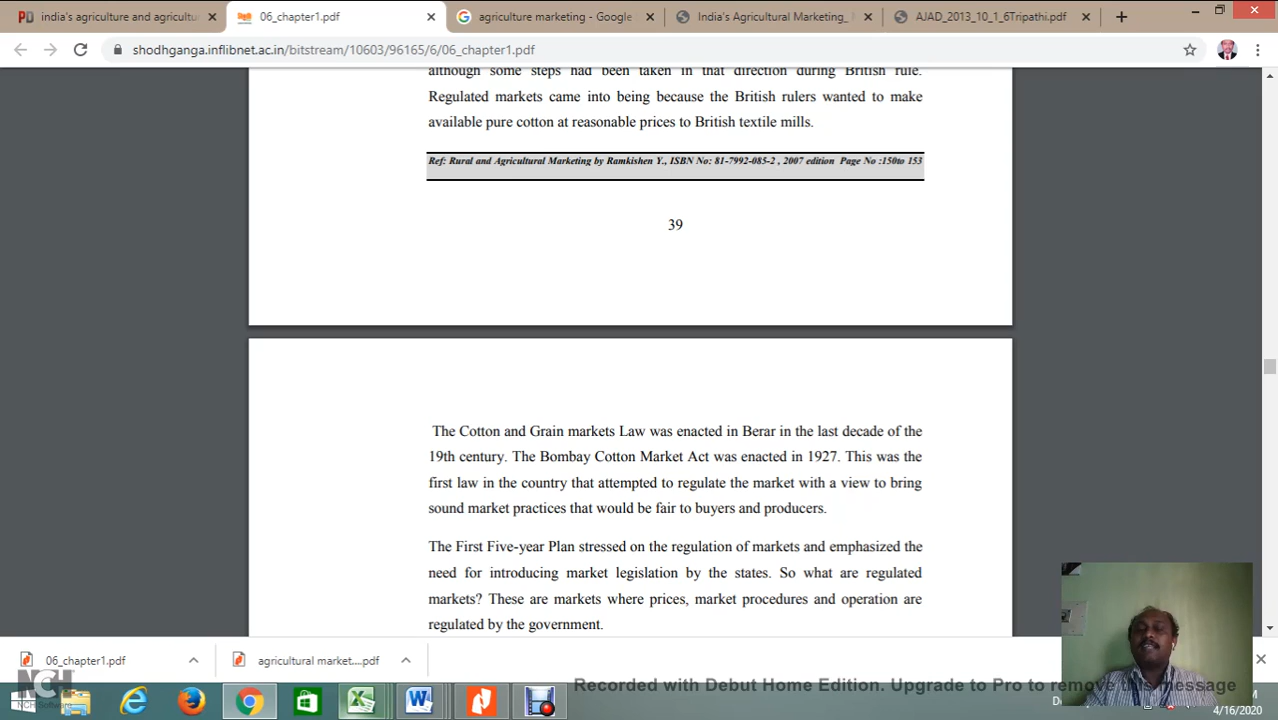 india's agriculture and agricultu
06_chapter1.pdf
agriculture marketing - Google
India's Agricultural Marketing_
AJAD_2013_10_1_6Tripathi.pdf
shodhganga.inflibnet.ac.in/bitstream/10603/96165/6/06_chapter1.pdf
although some steps had been taken in that direction during British rule.
Regulated markets came into being because the British rulers wanted to make
available pure cotton at reasonable prices to British textile mills.
Ref: Rural and Agricultural Marketing by Ramkishen Y., ISBN No: 81-7992-085-2 , 2007 edition Page No :150to 153
39
The Cotton and Grain markets Law was enacted in Berar in the last decade of the
19th century. The Bombay Cotton Market Act was enacted in 1927. This was the
first law in the country that attempted to regulate the market with a view to bring
sound market practices that would be fair to buyers and producers.
The First Five-year Plan stressed on the regulation of markets and emphasized the
need for introducing market legislation by the states. So what are regulated
markets? These are markets where prices, market procedures and operation are
regulated by the government.
06_chapter1.pdf
agricultural market....pdf
NCH
NCH Software
Recorded with Debut Home Edition. Upgrade to Pro to remove this message
4/16/2020